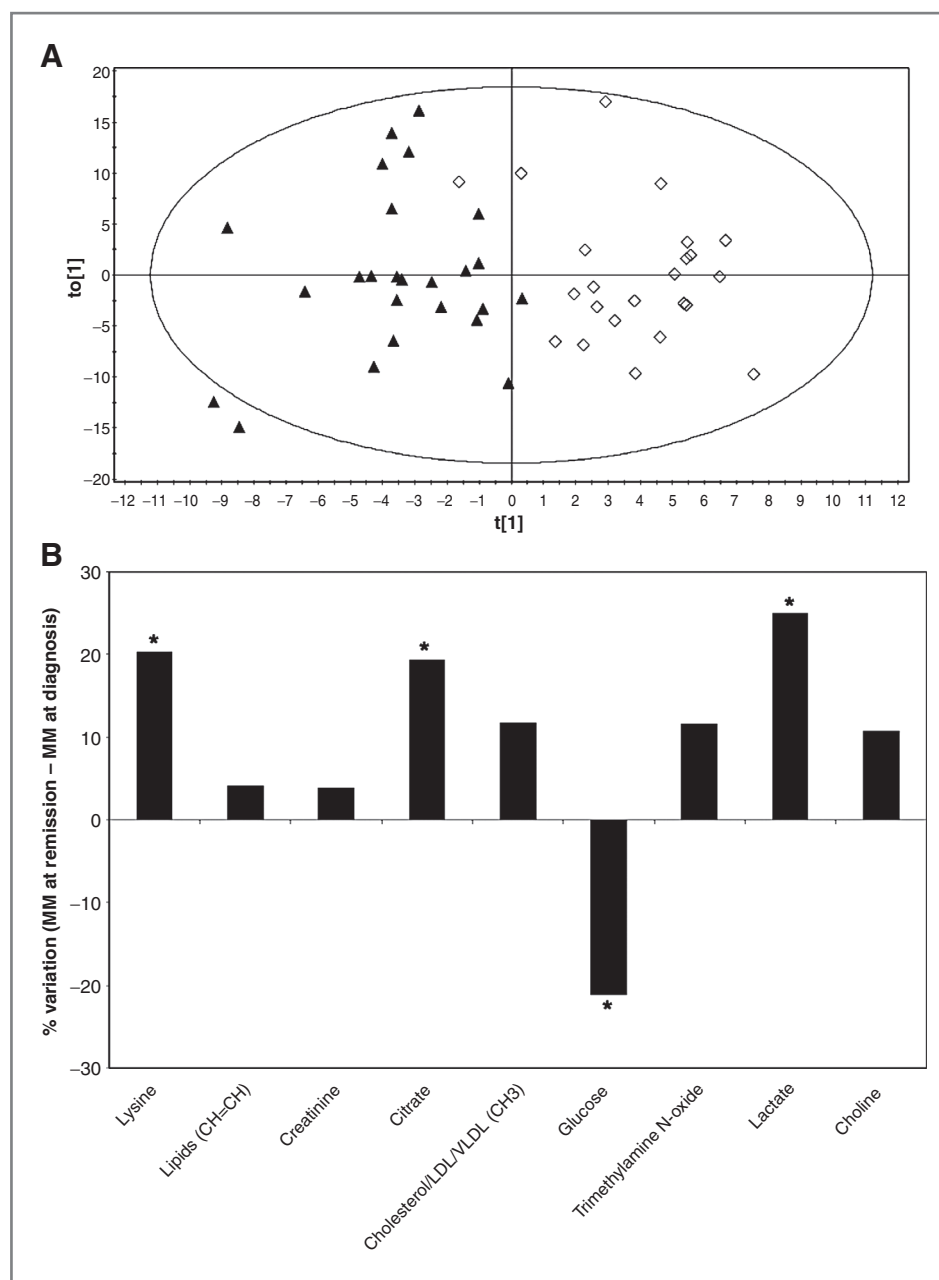 A
20
15
10
5
0
−5
−10
−15
−20
to[1]
−12 −11 −10 −9 −8 −7 −6 −5 −4 −3 −2 −1 0 1 2 3 4 5 6 7 8 9 10 11 12
t[1]
B
30
20
10
0
−10
−20
−30
% variation (MM at remission – MM at diagnosis)
* * * *
Lysine
Lipids (CH=CH)
Creatinine
Citrate
Cholesterol/LDL/VLDL (CH3)
Glucose
Trimethylamine N-oxide
Lactate
Choline